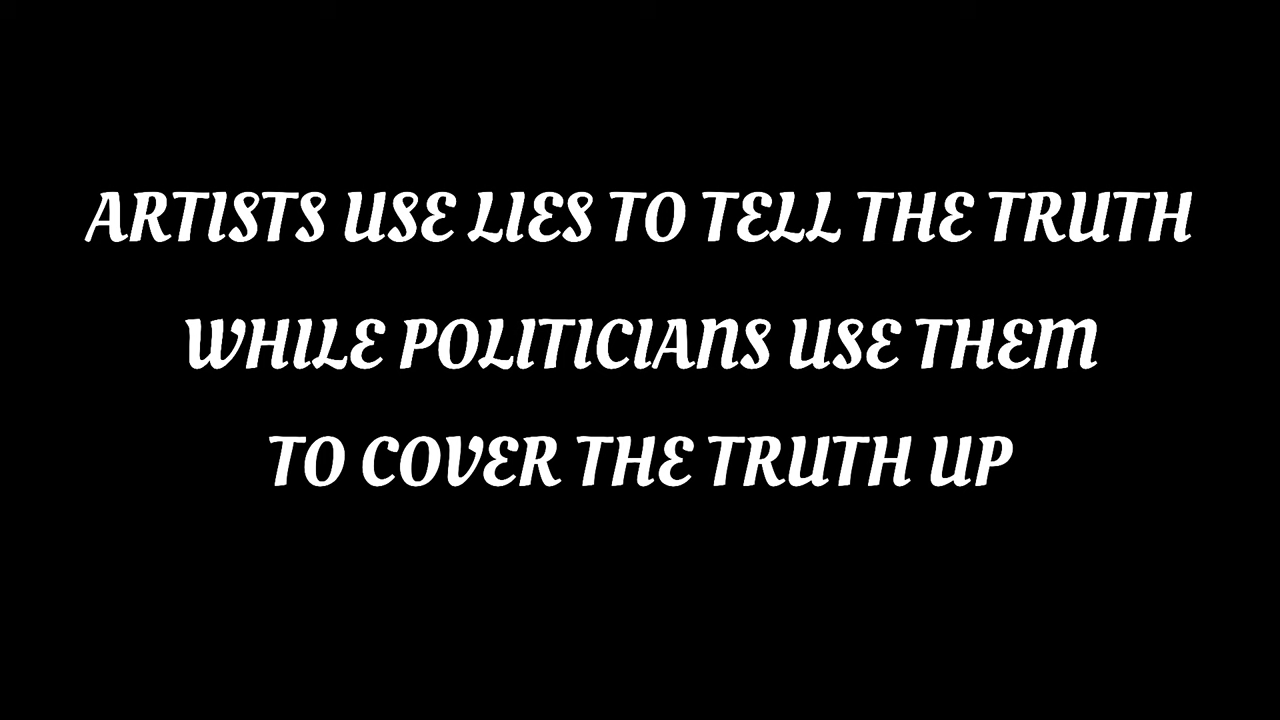 ARTISTS USE LIES TO TELL THE TRUTH
WHILE POLITICIANS USE THEM
TO COVER THE TRUTH UP